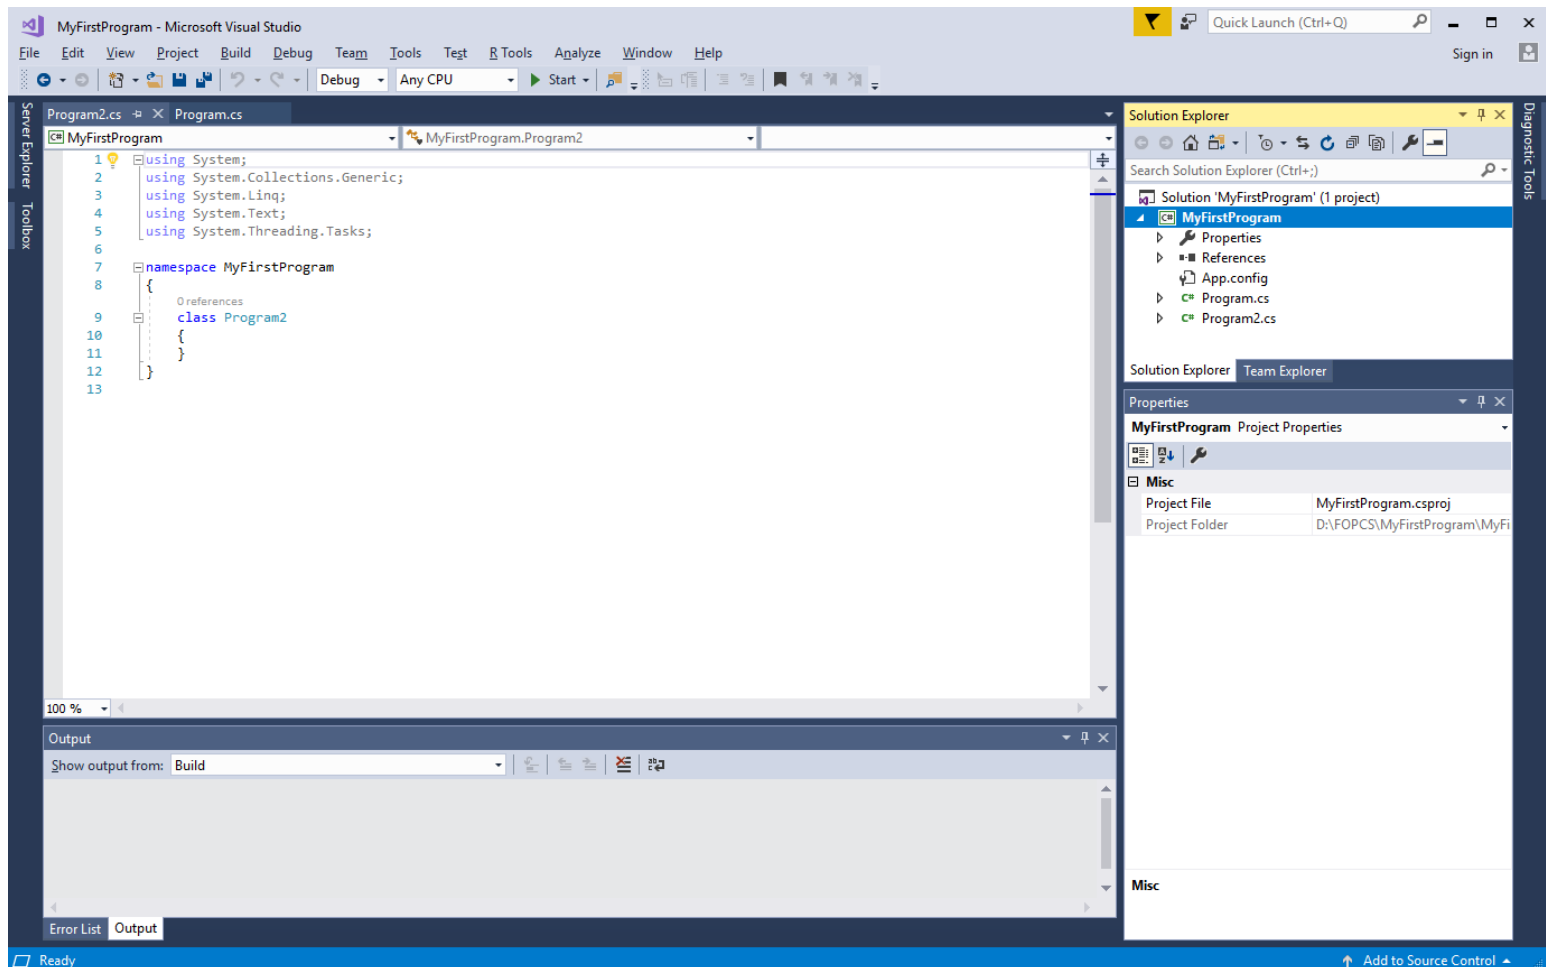 MyFirstProgram - Microsoft Visual Studio
Quick Launch (Ctrl+Q)
File Edit View Project Build Debug Team Tools Test R Tools Analyze Window Help
Sign in
Debug Any CPU Start
Server Explorer
Toolbox
Program2.cs Program.cs
C# MyFirstProgram MyFirstProgram.Program2
1 using System;
2 using System.Collections.Generic;
3 using System.Linq;
4 using System.Text;
5 using System.Threading.Tasks;
6
7 namespace MyFirstProgram
8 {
0 references
9 class Program2
10 {
11 }
12 }
13
100 %
Output
Show output from: Build
Error List Output
Solution Explorer
Search Solution Explorer (Ctrl+;)
Solution 'MyFirstProgram' (1 project)
C# MyFirstProgram
Properties
References
App.config
C# Program.cs
C# Program2.cs
Solution Explorer Team Explorer
Properties
MyFirstProgram Project Properties
Misc
Project File MyFirstProgram.csproj
Project Folder D:\FOPCS\MyFirstProgram\MyFi
Misc
Diagnostic Tools
Ready
Add to Source Control